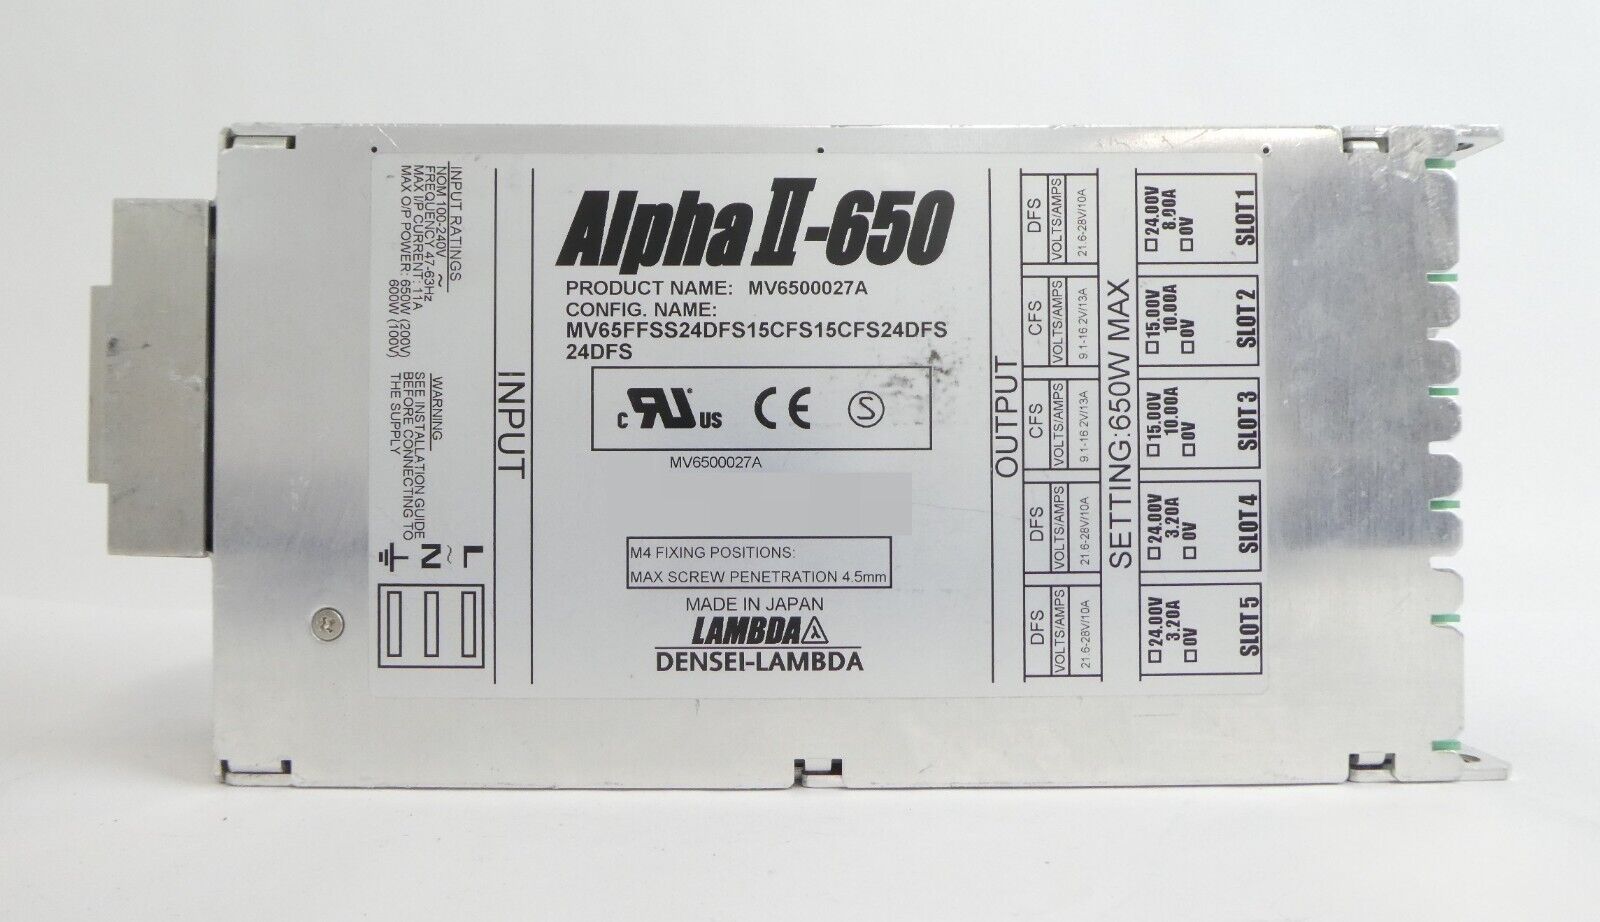 INPUT RATINGS
NOM 100-240V ~
FREQUENCY 47-63Hz
MAX I/P CURRENT: 11A
MAX O/P POWER: 650W (200V)
600W (100V)
WARNING
SEE INSTALLATION GUIDE
BEFORE CONNECTING TO
THE SUPPLY
L
~
N
INPUT
Alpha II-650
PRODUCT NAME: MV6500027A
CONFIG. NAME:
MV65FFSS24DFS15CFS15CFS24DFS
24DFS
c UR US CE S
MV6500027A
M4 FIXING POSITIONS:
MAX SCREW PENETRATION 4.5mm
MADE IN JAPAN
LAMBDA λ
DENSEI-LAMBDA
OUTPUT
DFS
VOLTS/AMPS
21.6-28V/10A
CFS
VOLTS/AMPS
9.1-16.2V/13A
CFS
VOLTS/AMPS
9.1-16.2V/13A
DFS
VOLTS/AMPS
21.6-28V/10A
DFS
VOLTS/AMPS
21.6-28V/10A
SETTING:650W MAX
□24.00V
8.00A
□0V
SLOT 1
□15.00V
10.00A
□0V
SLOT 2
□15.00V
10.00A
□0V
SLOT 3
□24.00V
3.20A
□0V
SLOT 4
□24.00V
3.20A
□0V
SLOT 5